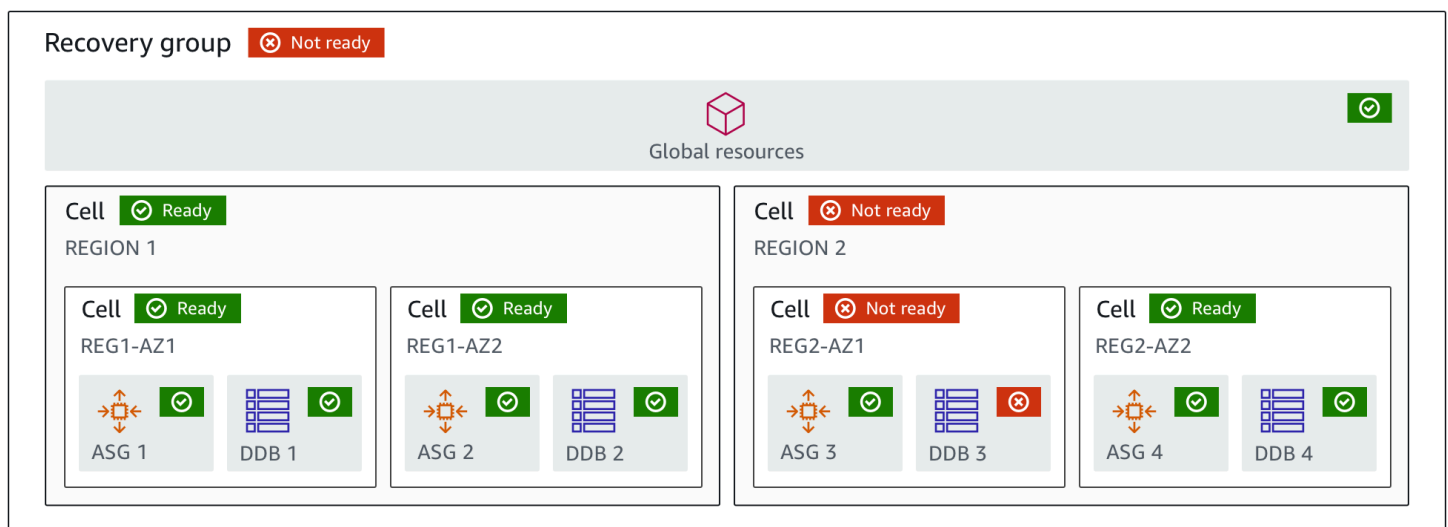 Recovery group Not ready
Global resources
Cell Ready
REGION 1
Cell Ready
REG1-AZ1
ASG 1
DDB 1
Cell Ready
REG1-AZ2
ASG 2
DDB 2
Cell Not ready
REGION 2
Cell Not ready
REG2-AZ1
ASG 3
DDB 3
Cell Ready
REG2-AZ2
ASG 4
DDB 4